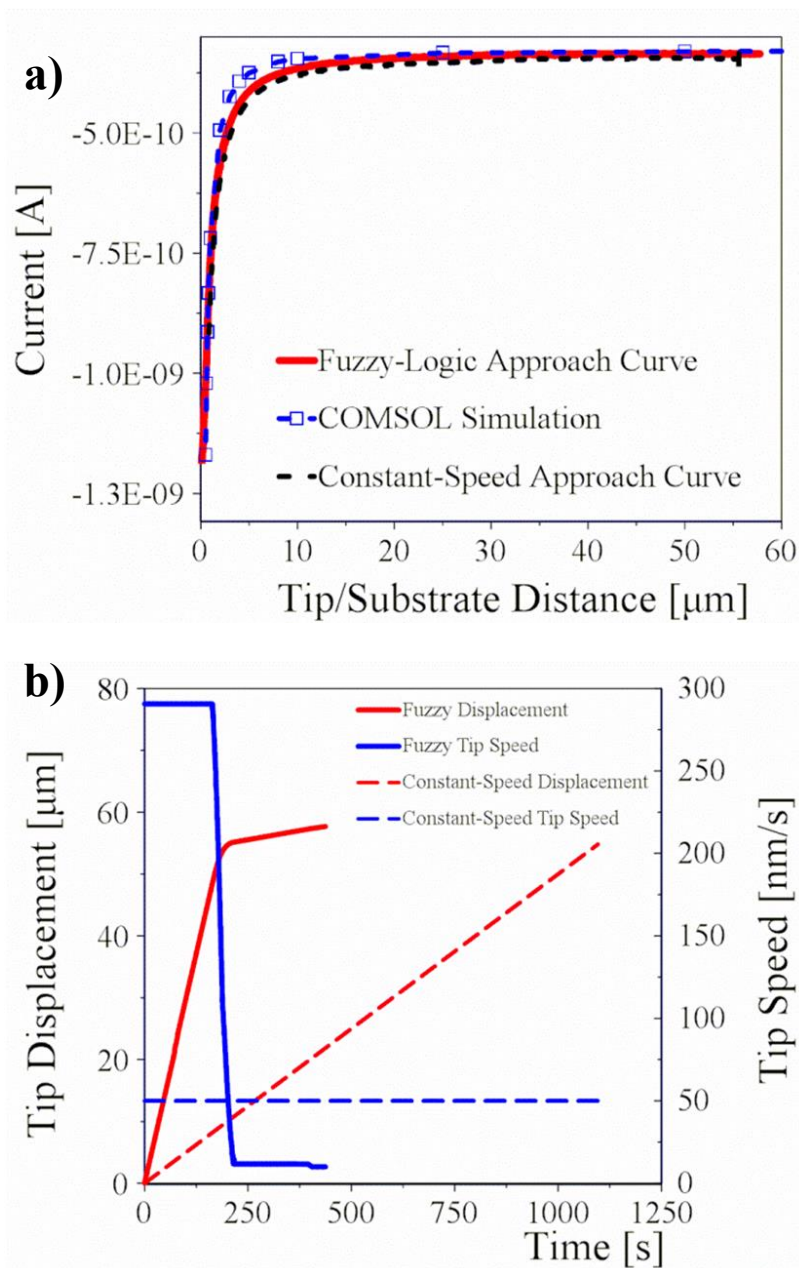 a)
Current [A]
-5.0E-10
-7.5E-10
-1.0E-09
-1.3E-09
Fuzzy-Logic Approach Curve
COMSOL Simulation
Constant-Speed Approach Curve
0 10 20 30 40 50 60
Tip/Substrate Distance [μm]
b)
Tip Displacement [μm]
80
60
40
20
0
Fuzzy Displacement
Fuzzy Tip Speed
Constant-Speed Displacement
Constant-Speed Tip Speed
300
250
200
150
100
50
0
Tip Speed [nm/s]
0 250 500 750 1000 1250
Time [s]